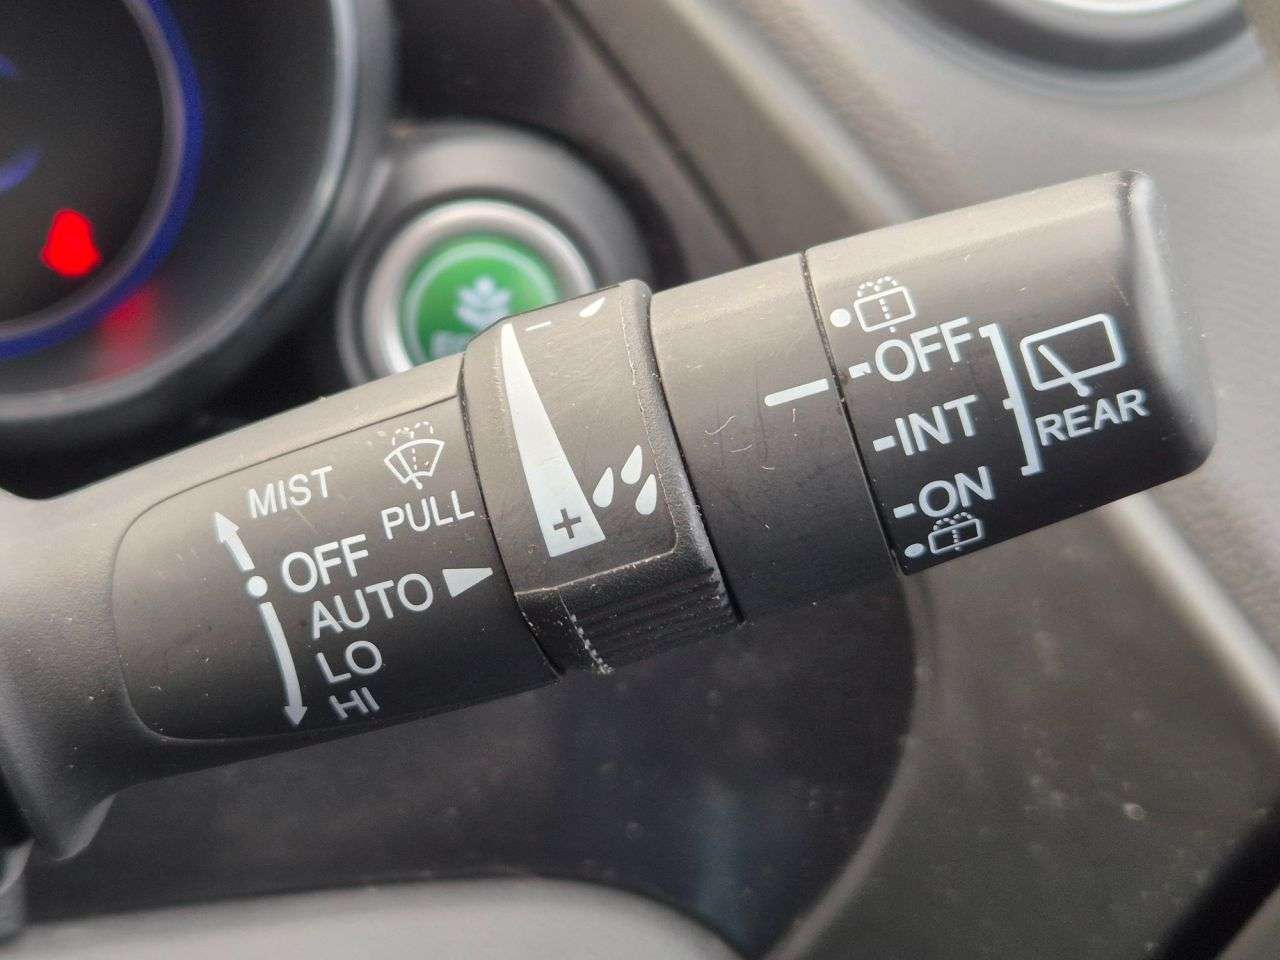 MIST
PULL
OFF
AUTO
LO
HI
- +
OFF
INT
ON
REAR